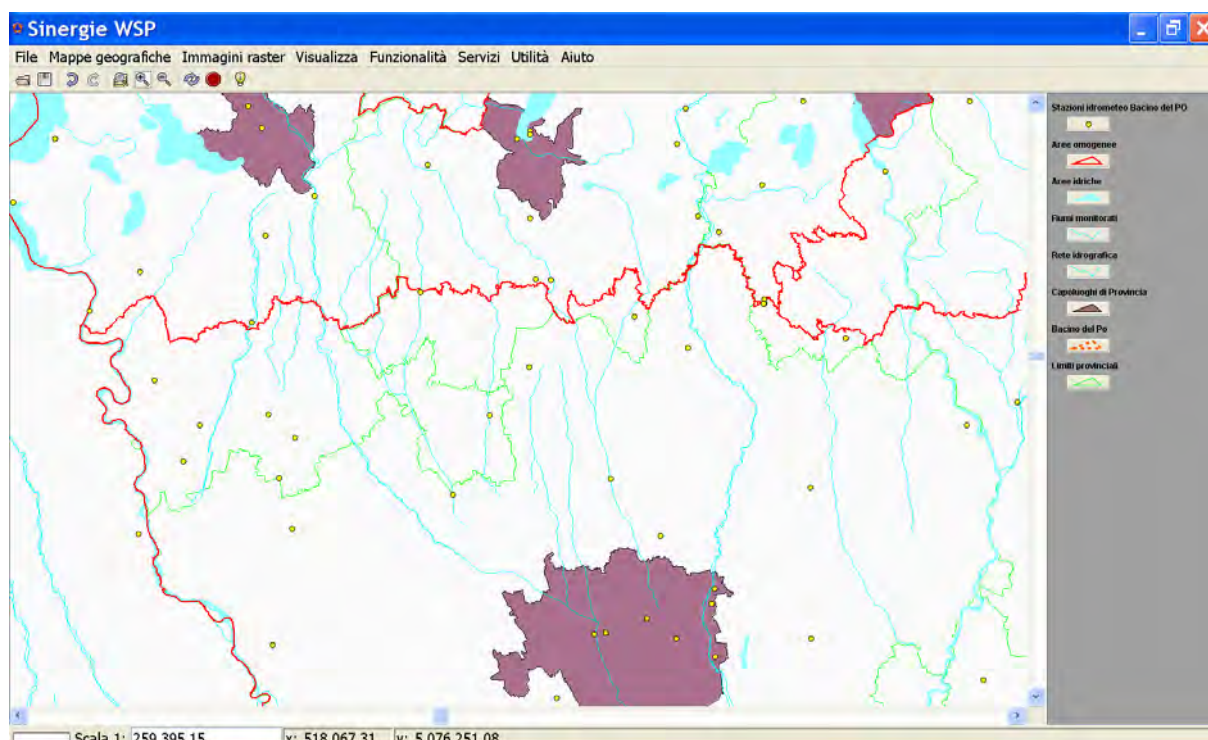 Sinergie WSP
File Mappe geografiche Immagini raster Visualizza Funzionalità Servizi Utilità Aiuto
Stazioni idrometeo Bacino del PO
Aree omogenee
Aree idriche
Fiumi monitorati
Rete idrografica
Capoluoghi di Provincia
Bacino del Po
Limiti provinciali
Scala 1: 259.395,15 x: 518.067,31 y: 5.076.251,08